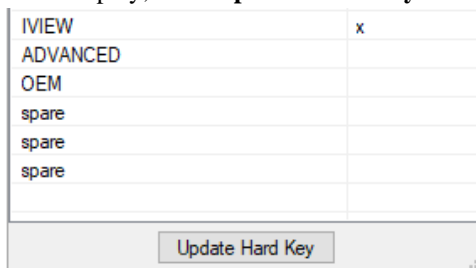 IVIEW x
ADVANCED
OEM
spare
spare
spare
Update Hard Key